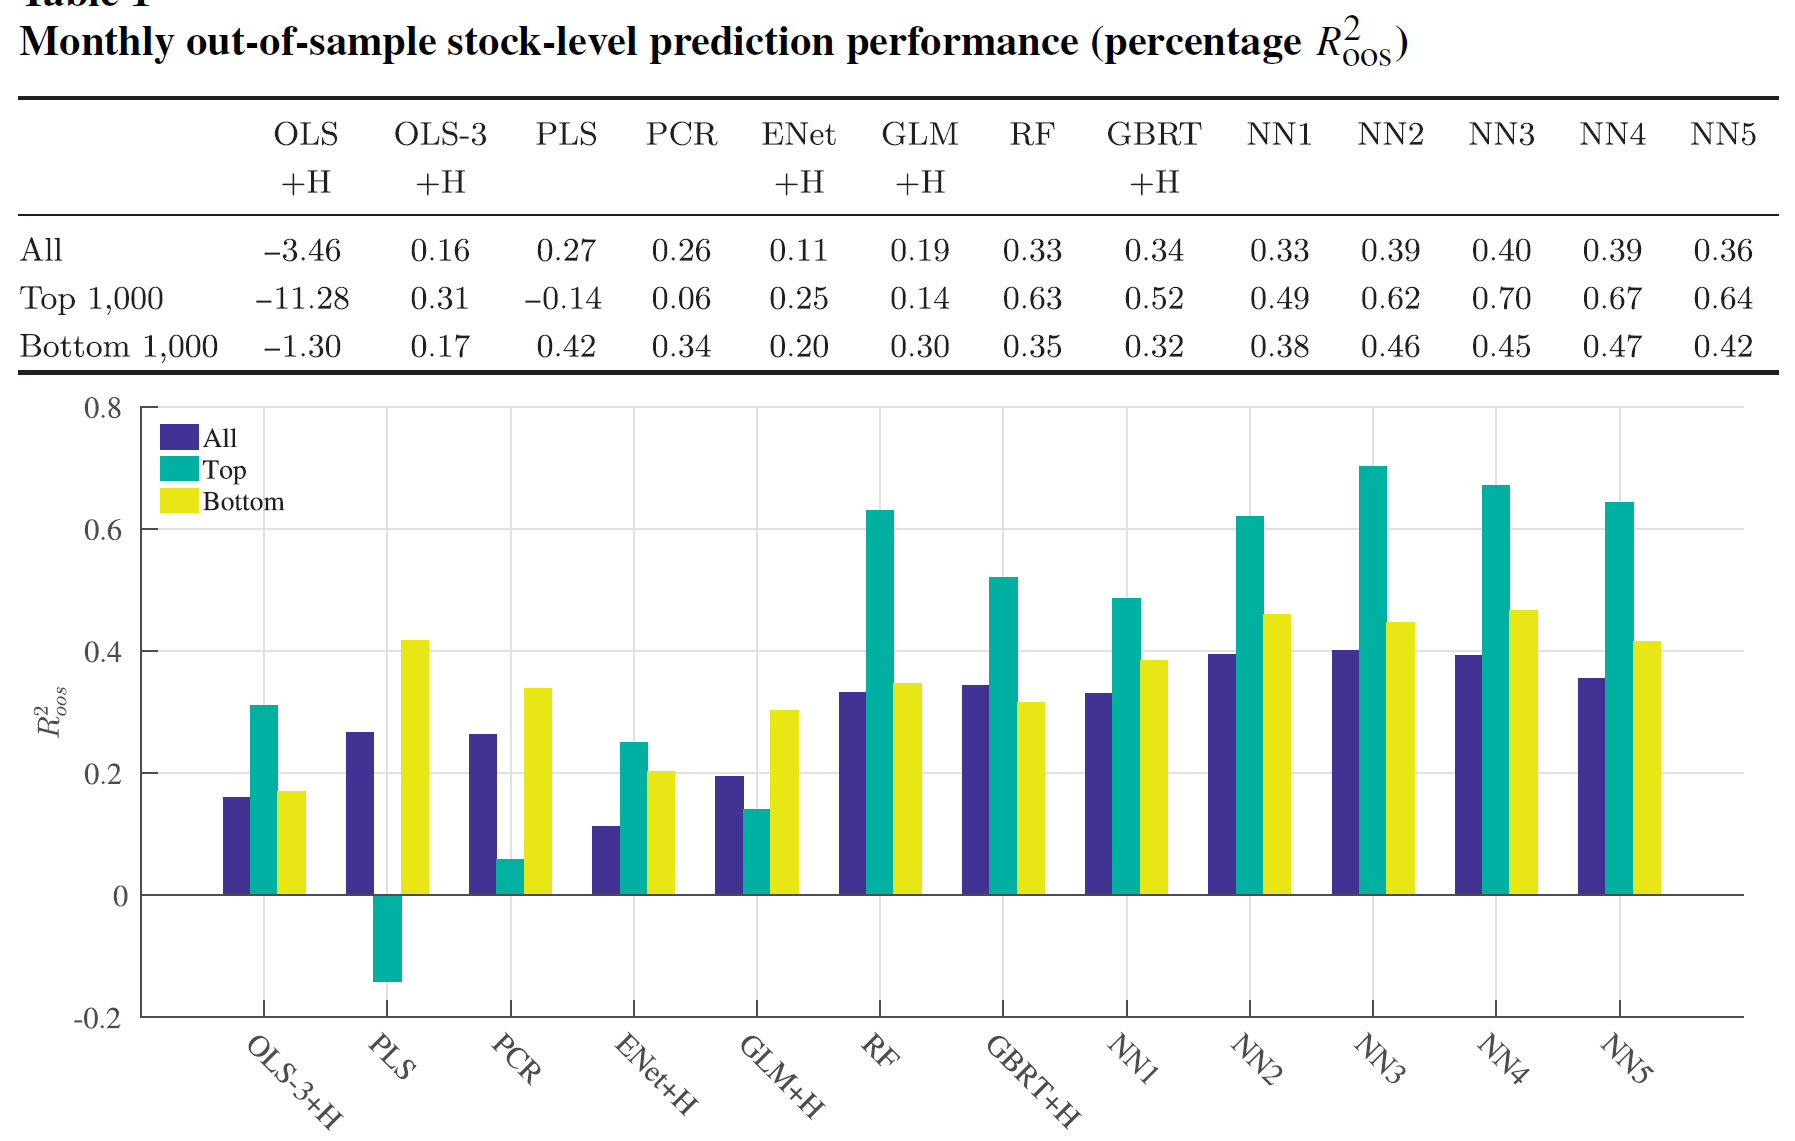 Table 1
Monthly out-of-sample stock-level prediction performance (percentage R²oos)
OLS OLS-3 PLS PCR ENet GLM RF GBRT NN1 NN2 NN3 NN4 NN5
+H +H +H +H +H
All –3.46 0.16 0.27 0.26 0.11 0.19 0.33 0.34 0.33 0.39 0.40 0.39 0.36
Top 1,000 –11.28 0.31 –0.14 0.06 0.25 0.14 0.63 0.52 0.49 0.62 0.70 0.67 0.64
Bottom 1,000 –1.30 0.17 0.42 0.34 0.20 0.30 0.35 0.32 0.38 0.46 0.45 0.47 0.42
0.8
All
Top
Bottom
0.6
0.4
R²oos
0.2
0
-0.2
OLS-3+H PLS PCR ENet+H GLM+H RF GBRT+H NN1 NN2 NN3 NN4 NN5